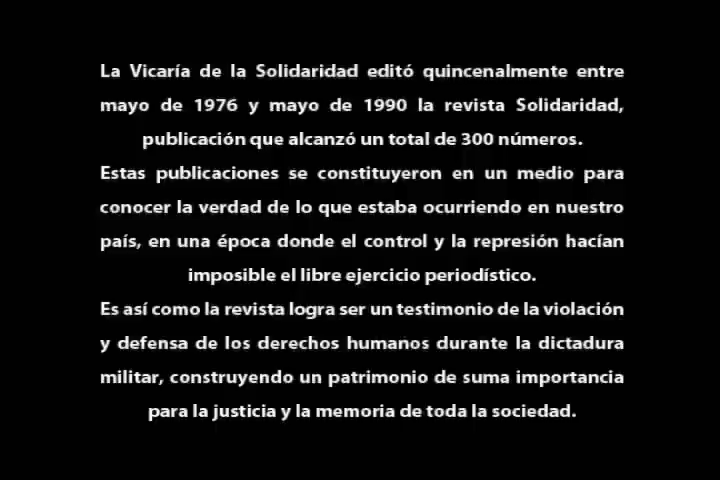 La Vicaría de la Solidaridad editó quincenalmente entre
mayo de 1976 y mayo de 1990 la revista Solidaridad,
publicación que alcanzó un total de 300 números.
Estas publicaciones se constituyeron en un medio para
conocer la verdad de lo que estaba ocurriendo en nuestro
país, en una época donde el control y la represión hacían
imposible el libre ejercicio periodístico.
Es así como la revista logra ser un testimonio de la violación
y defensa de los derechos humanos durante la dictadura
militar, construyendo un patrimonio de suma importancia
para la justicia y la memoria de toda la sociedad.